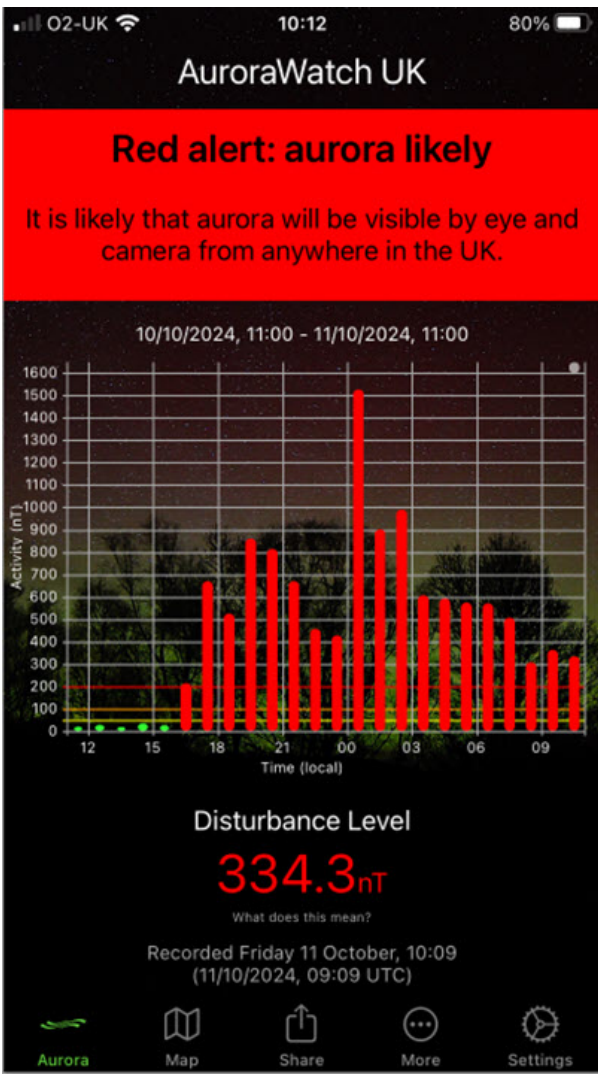 O2-UK 10:12 80%
AuroraWatch UK
Red alert: aurora likely
It is likely that aurora will be visible by eye and
camera from anywhere in the UK.
10/10/2024, 11:00 - 11/10/2024, 11:00
1600
1500
1400
1300
1200
1100
1000
900
800
700
600
500
400
300
200
100
0
Activity (nT)
12 15 18 21 00 03 06 09
Time (local)
Disturbance Level
334.3nT
What does this mean?
Recorded Friday 11 October, 10:09
(11/10/2024, 09:09 UTC)
Aurora Map Share More Settings